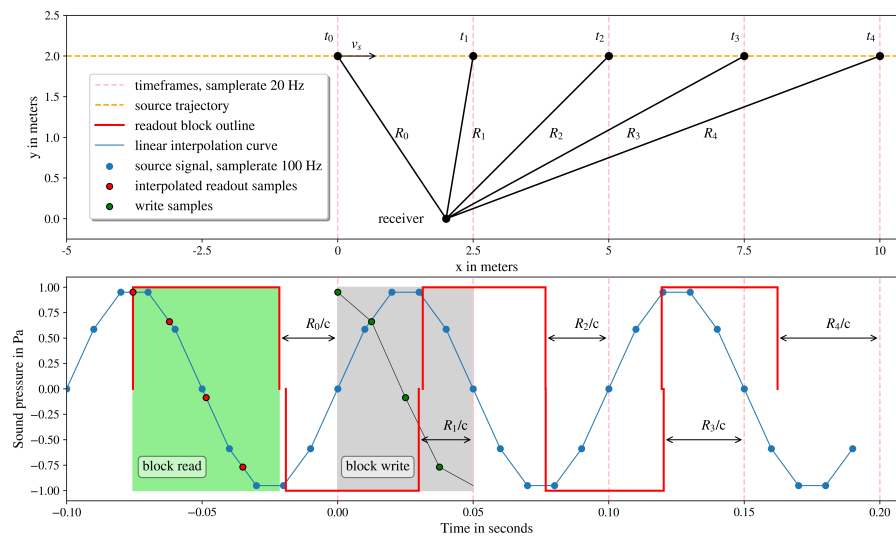 t0 t1 t2 t3 t4
vs
2.5
2.0
1.5
1.0
0.5
0.0
y in meters
timeframes, samplerate 20 Hz
source trajectory
readout block outline
linear interpolation curve
source signal, samplerate 100 Hz
interpolated readout samples
write samples
R0 R1 R2 R3 R4
receiver
-5 -2.5 0 2.5 5 7.5 10
x in meters
1.00
0.75
0.50
0.25
0.00
−0.25
−0.50
−0.75
−1.00
Sound pressure in Pa
R0/c R2/c R4/c
R1/c R3/c
block read block write
−0.10 −0.05 0.00 0.05 0.10 0.15 0.20
Time in seconds